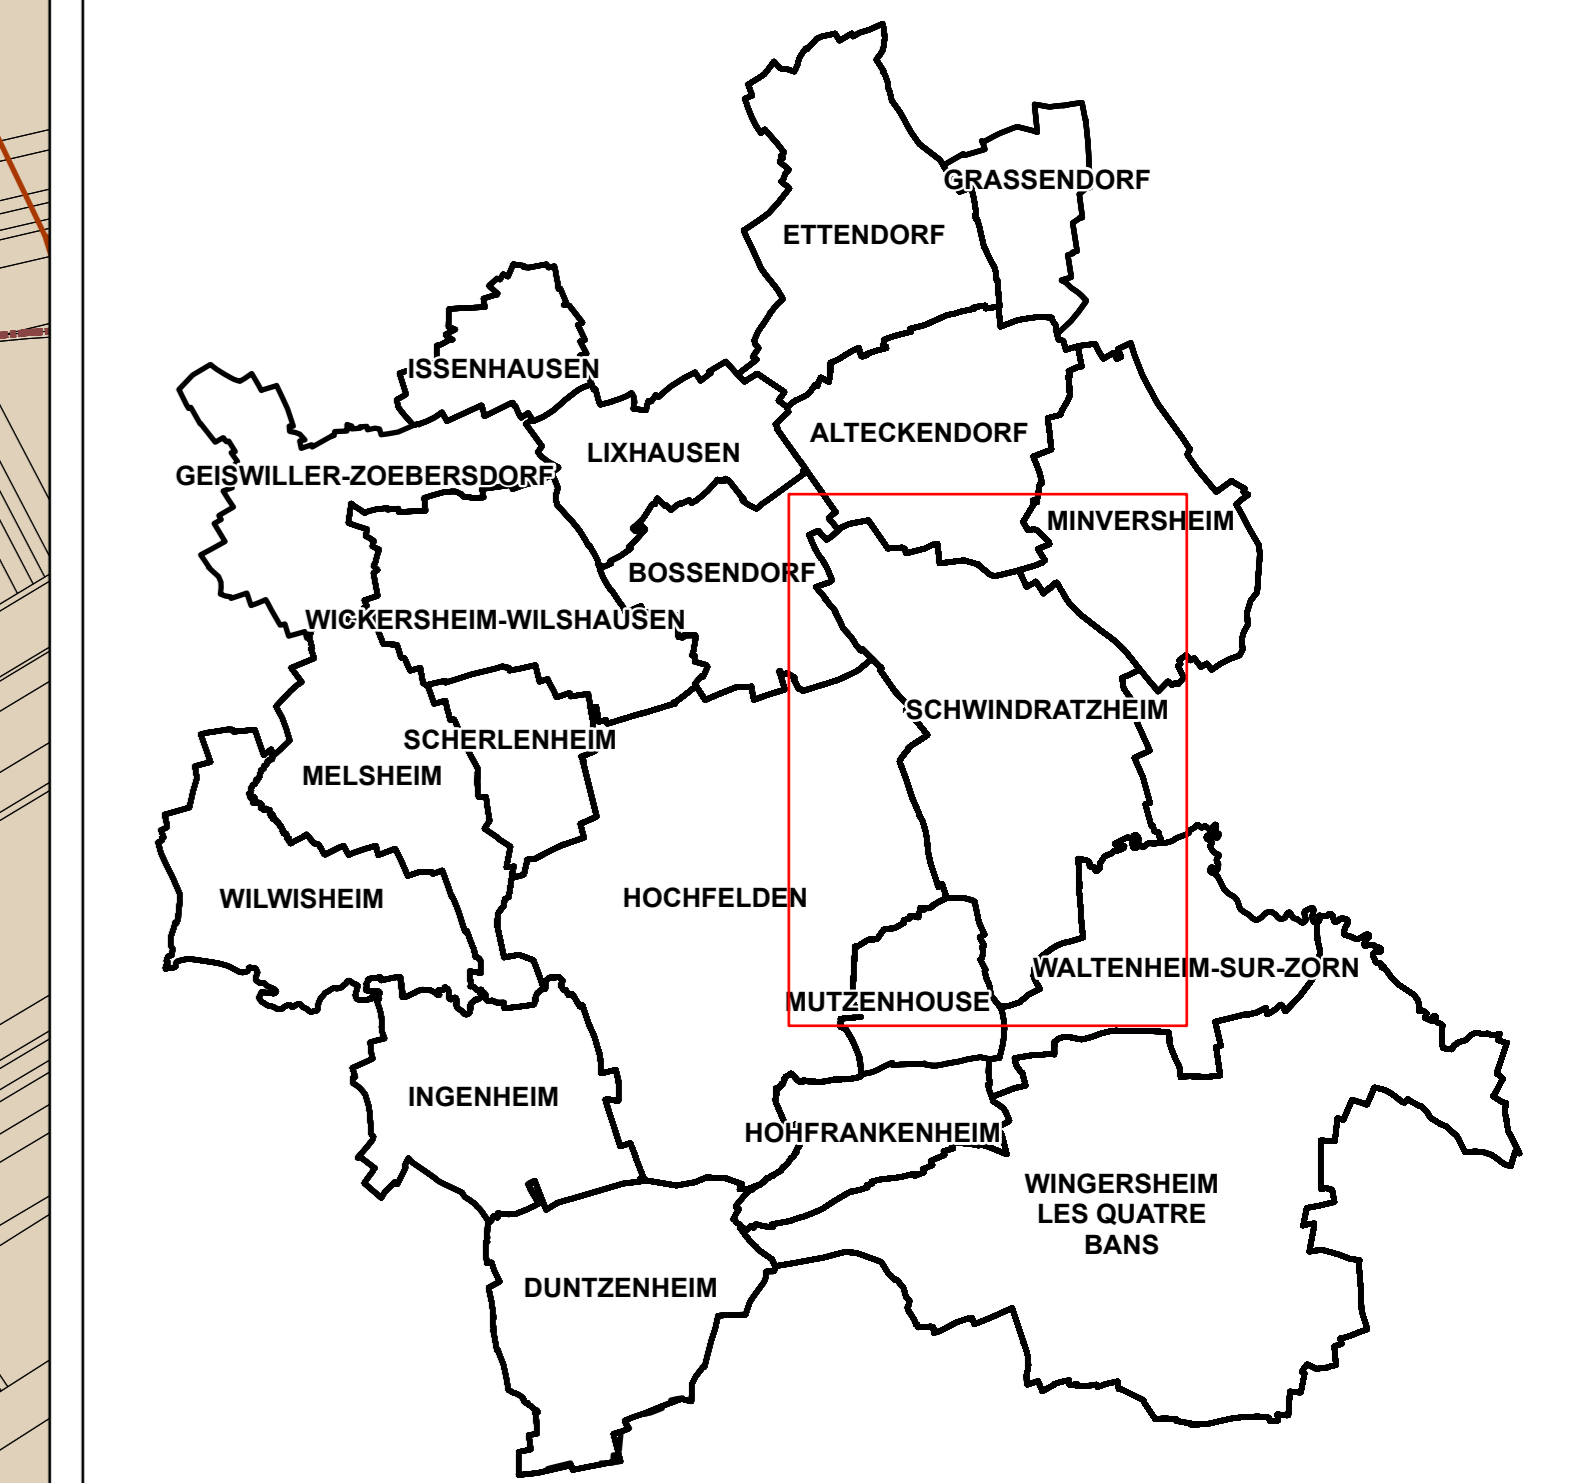 GRASSENDORF
ETTENDORF
ISSENHAUSEN
ALTECKENDORF
LIXHAUSEN
GEISWILLER-ZOEBERSDORF
MINVERSHEIM
BOSSENDORF
WICKERSHEIM-WILSHAUSEN
SCHWINDRATZHEIM
SCHERLENHEIM
MELSHEIM
WILWISHEIM
HOCHFELDEN
WALTENHEIM-SUR-ZORN
MUTZENHOUSE
INGENHEIM
HOHFRANKENHEIM
WINGERSHEIM
LES QUATRE
BANS
DUNTZENHEIM